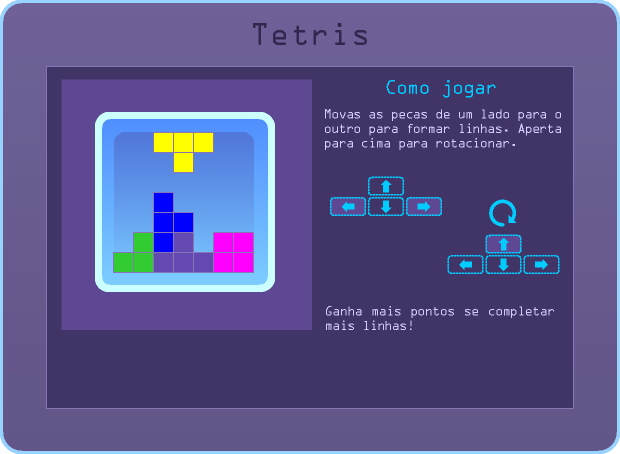 Tetris
Como jogar
Movas as pecas de um lado para o
outro para formar linhas. Aperta
para cima para rotacionar.
Ganha mais pontos se completar
mais linhas!